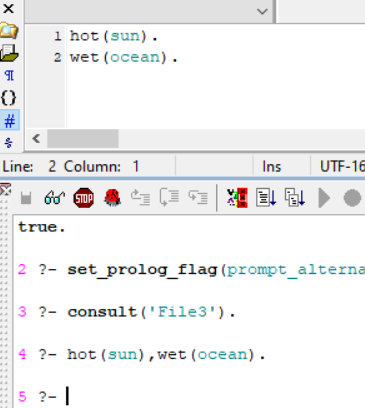 1 hot(sun).
2 wet(ocean).
Line: 2 Column: 1 Ins UTF-16
STOP
true.
2 ?- set_prolog_flag(prompt_alterna
3 ?- consult('File3').
4 ?- hot(sun),wet(ocean).
5 ?-